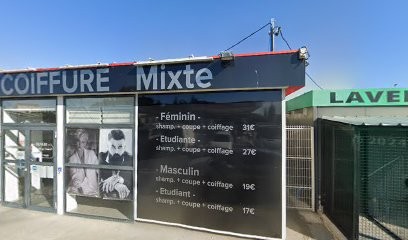 COIFFURE Mixte
LAVE
- Féminin -
shamp. + coupe + coiffage 31€
- Etudiante -
shamp. + coupe + coiffage 27€
- Masculin
shamp. + coupe + coiffage 19€
- Etudiant -
shamp. + coupe + coiffage 17€